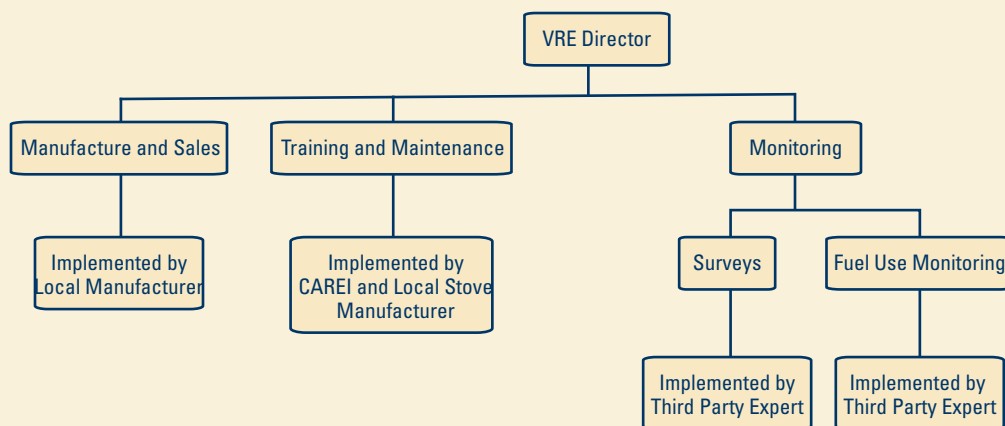 VRE Director
Manufacture and Sales
Training and Maintenance
Monitoring
Implemented by
Local Manufacturer
Implemented by
CAREI and Local Stove
Manufacturer
Surveys
Fuel Use Monitoring
Implemented by
Third Party Expert
Implemented by
Third Party Expert